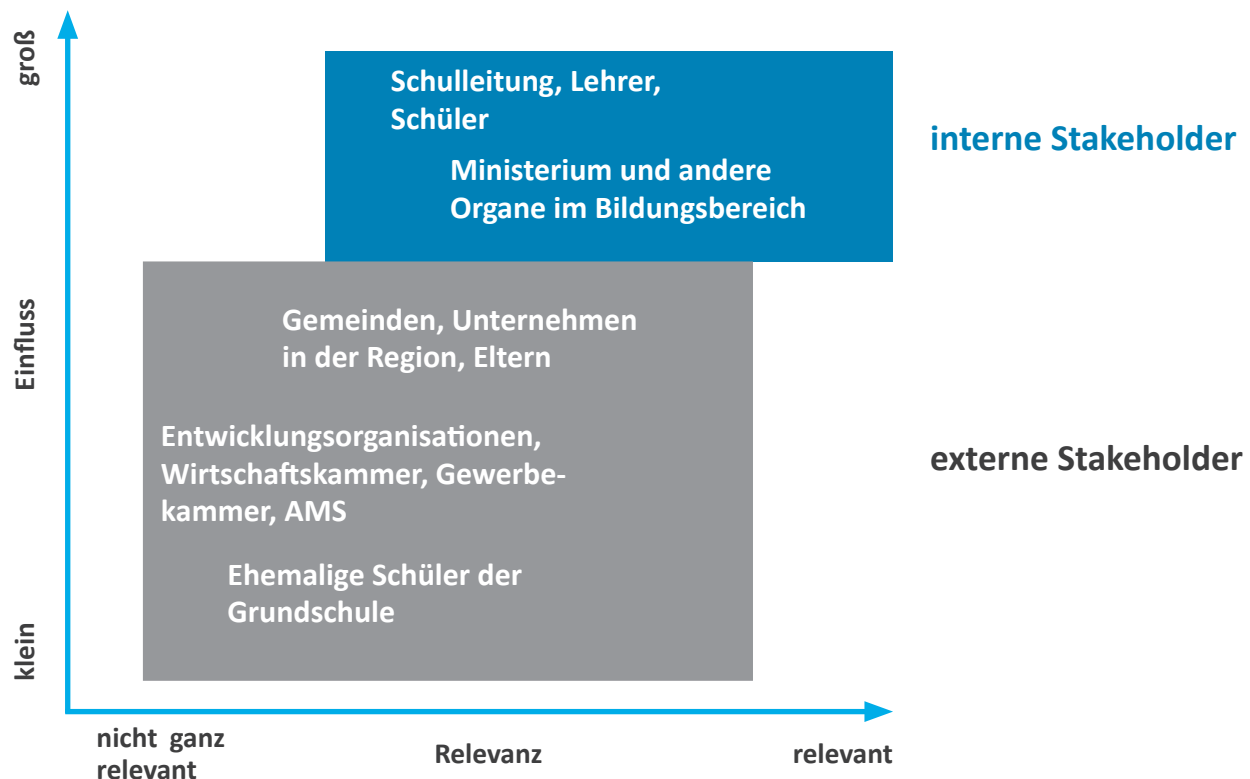 groß
Schulleitung, Lehrer,
Schüler
interne Stakeholder
Ministerium und andere
Organe im Bildungsbereich
Einfluss
Gemeinden, Unternehmen
in der Region, Eltern
Entwicklungsorganisationen,
Wirtschaftskammer, Gewerbe-
kammer, AMS
externe Stakeholder
Ehemalige Schüler der
Grundschule
klein
nicht ganz
relevant
Relevanz
relevant